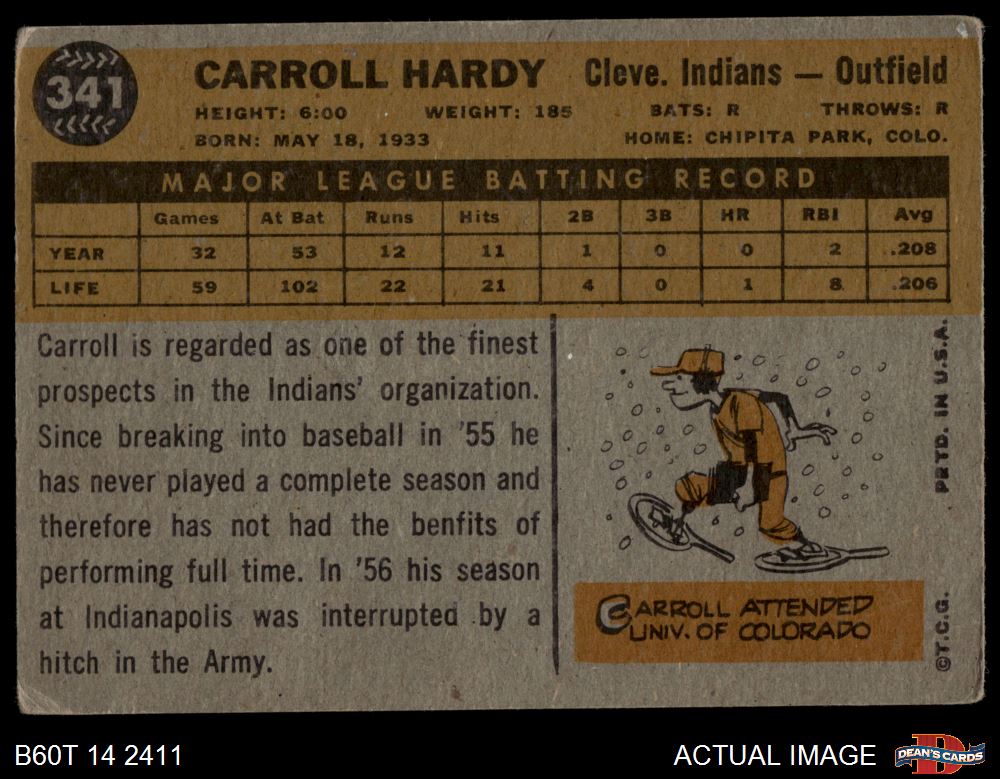 341
CARROLL HARDY Cleve. Indians — Outfield
HEIGHT: 6:00 WEIGHT: 185 BATS: R THROWS: R
BORN: MAY 18, 1933 HOME: CHIPITA PARK, COLO.
MAJOR LEAGUE BATTING RECORD
Games At Bat Runs Hits 2B 3B HR RBI Avg
YEAR 32 53 12 11 1 0 0 2 .208
LIFE 59 102 22 21 4 0 1 8 .206
Carroll is regarded as one of the finest
prospects in the Indians' organization.
Since breaking into baseball in '55 he
has never played a complete season and
therefore has not had the benfits of
performing full time. In '56 his season
at Indianapolis was interrupted by a
hitch in the Army.
CARROLL ATTENDED
UNIV. OF COLORADO
©T.C.G. PRTD. IN U.S.A.
B60T 14 2411 ACTUAL IMAGE
DEAN'S CARDS